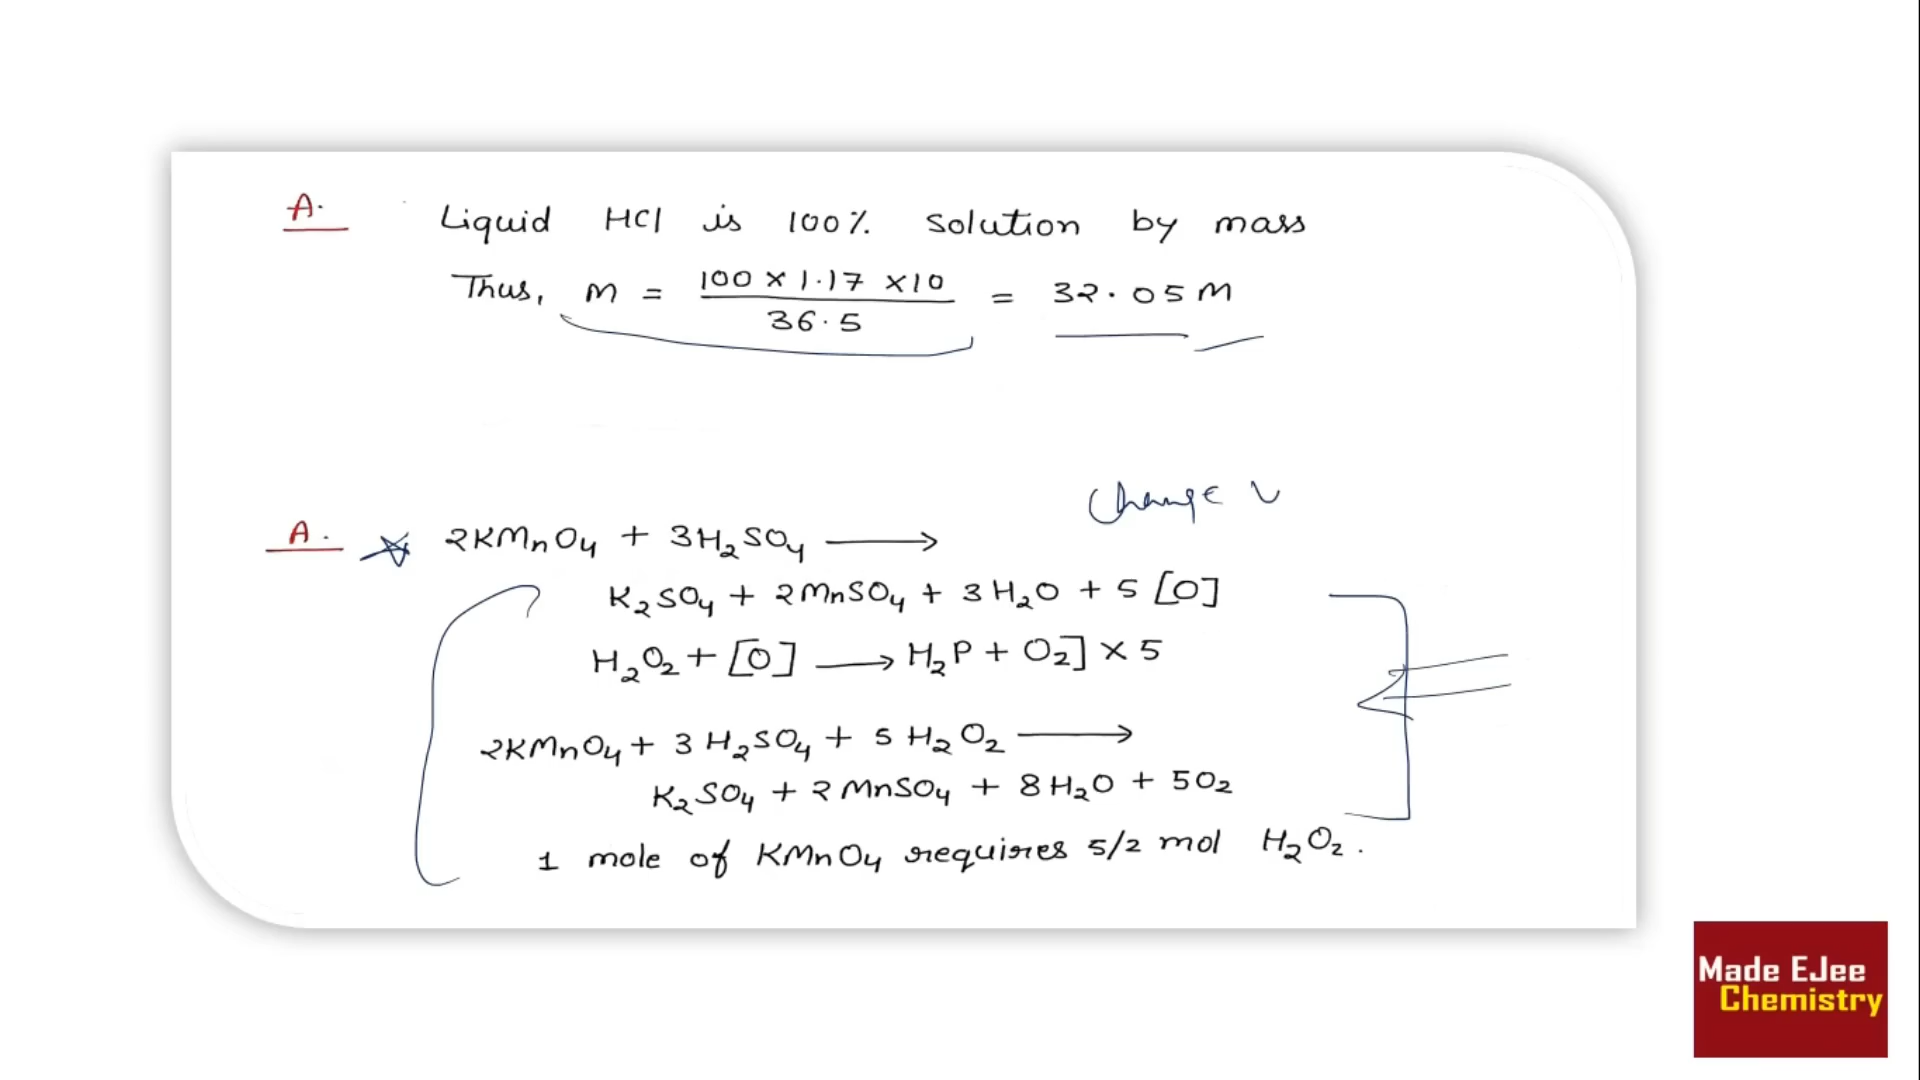 A. Liquid HCl is 100% solution by mass
Thus, M = 100 × 1.17 × 10 / 36.5 = 32.05 M
Change
A. 2KMnO₄ + 3H₂SO₄ ⟶
K₂SO₄ + 2MnSO₄ + 3H₂O + 5[O]
H₂O₂ + [O] ⟶ H₂P + O₂] × 5
2KMnO₄ + 3H₂SO₄ + 5H₂O₂ ⟶
K₂SO₄ + 2MnSO₄ + 8H₂O + 5O₂
1 mole of KMnO₄ requires 5/2 mol H₂O₂.
Made EJee
Chemistry